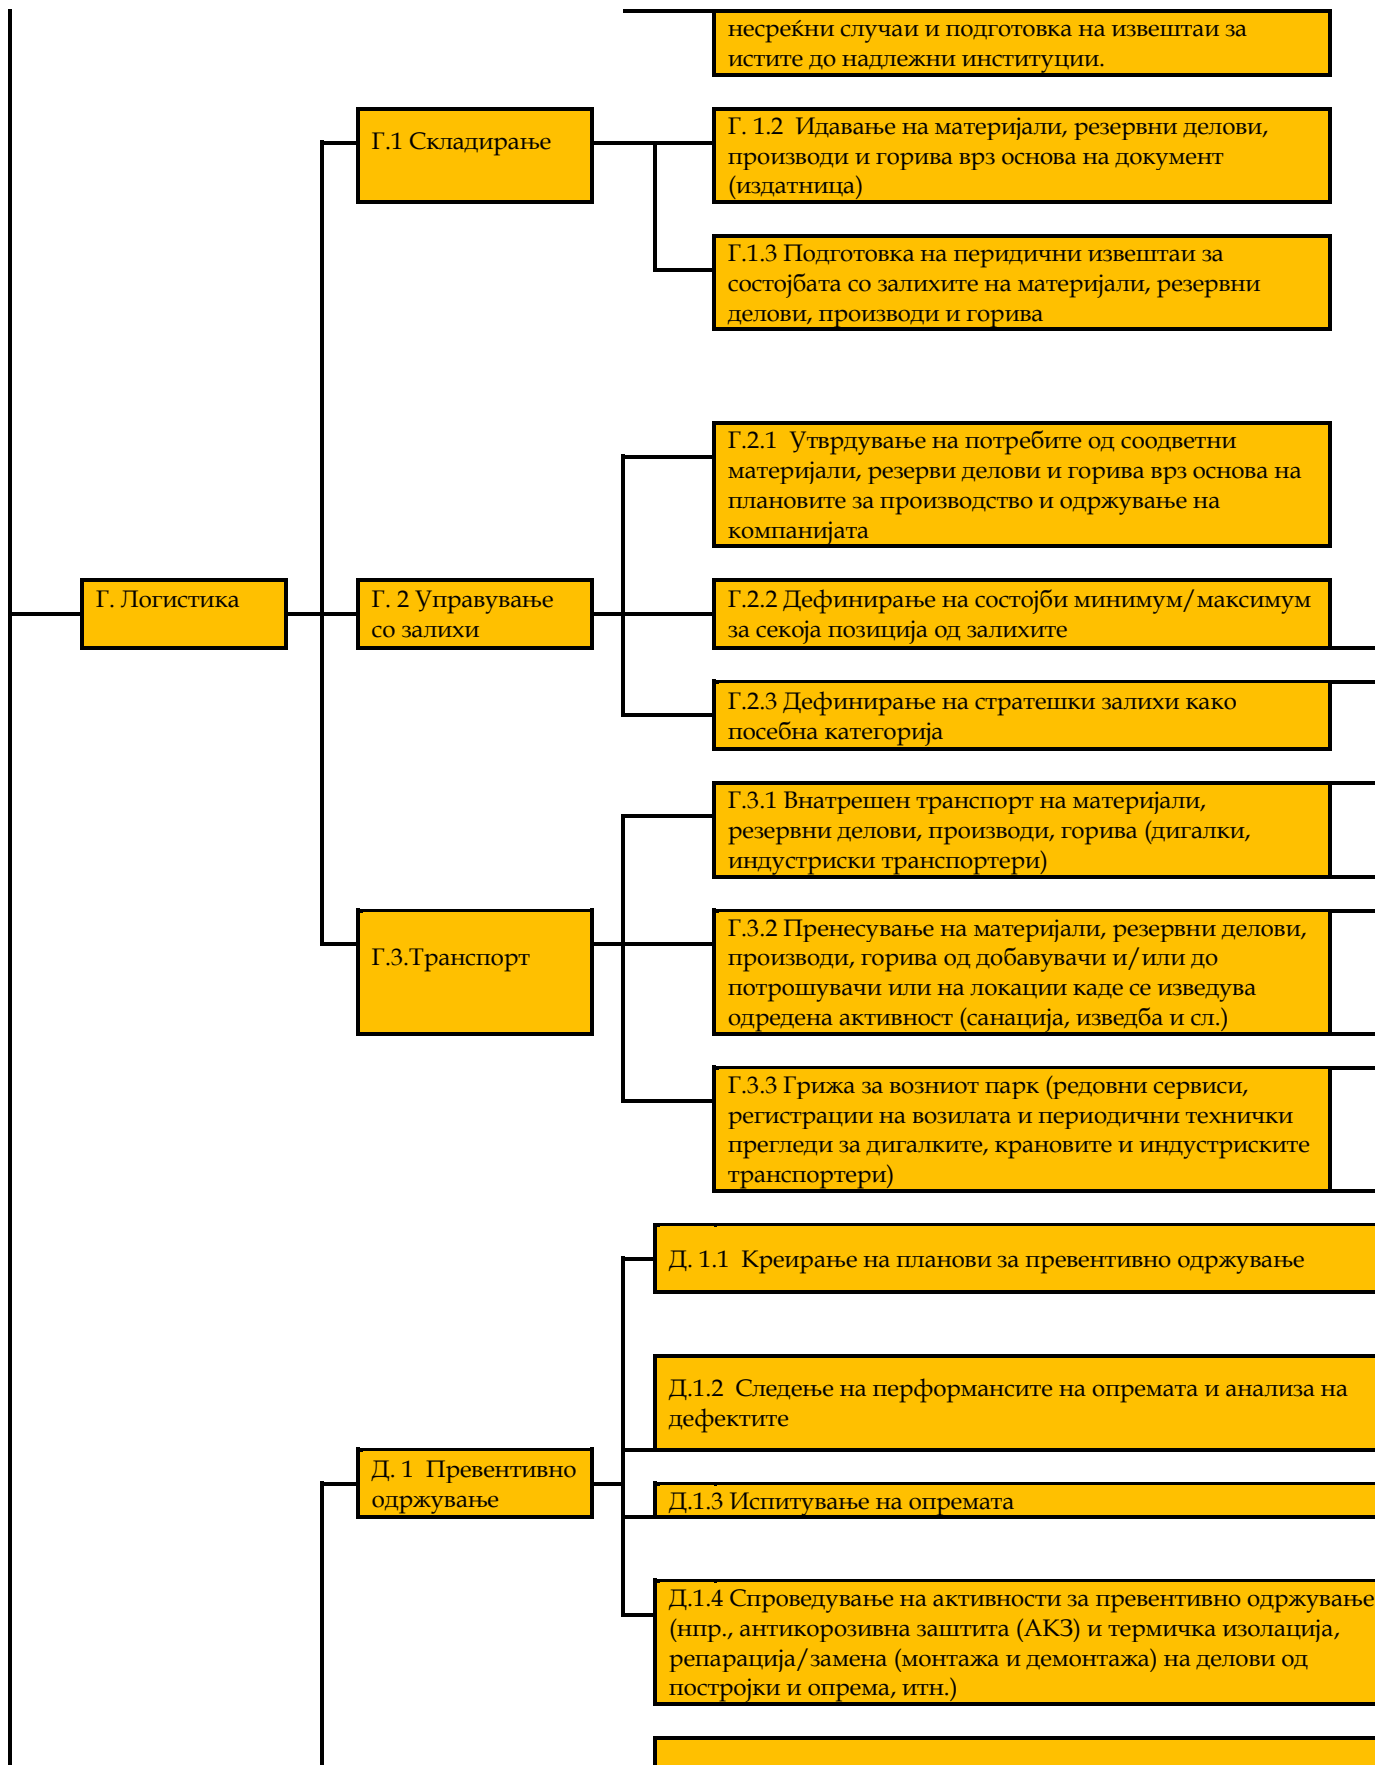 несреќни случаи и подготовка на извештаи за
истите до надлежни институции.
Г.1 Складирање
Г. 1.2 Идавање на материјали, резервни делови,
производи и горива врз основа на документ
(издатница)
Г.1.3 Подготовка на перидични извештаи за
состојбата со залихите на материјали, резервни
делови, производи и горива
Г. Логистика
Г. 2 Управување
со залихи
Г.2.1 Утврдување на потребите од соодветни
материјали, резерви делови и горива врз основа на
плановите за производство и одржување на
компанијата
Г.2.2 Дефинирање на состојби минимум/максимум
за секоја позиција од залихите
Г.2.3 Дефинирање на стратешки залихи како
посебна категорија
Г.3.Транспорт
Г.3.1 Внатрешен транспорт на материјали,
резервни делови, производи, горива (дигалки,
индустриски транспортери)
Г.3.2 Пренесување на материјали, резервни делови,
производи, горива од добавувачи и/или до
потрошувачи или на локации каде се изведува
одредена активност (санација, изведба и сл.)
Г.3.3 Грижа за возниот парк (редовни сервиси,
регистрации на возилата и периодични технички
прегледи за дигалките, крановите и индустриските
транспортери)
Д. 1 Превентивно
одржување
Д. 1.1 Креирање на планови за превентивно одржување
Д.1.2 Следење на перформансите на опремата и анализа на
дефектите
Д.1.3 Испитување на опремата
Д.1.4 Спроведување на активности за превентивно одржување
(нпр., антикорозивна заштита (АКЗ) и термичка изолација,
репарација/замена (монтажа и демонтажа) на делови од
постројки и опрема, итн.)